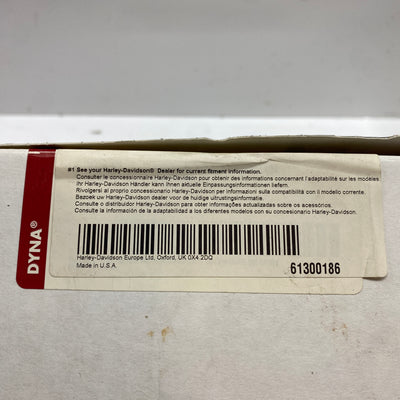 #1 See your Harley-Davidson® Dealer for current fitment information.
Consulter le concessionnaire Harley-Davidson pour obtenir des informations concernant l'adaptabilité sur les modèles
Ihr Harley-Davidson Händler kann Ihnen aktuelle Einpassungsinformationen liefern.
Rivolgersi al proprio concessionario Harley-Davidson per informazioni sulla compatibilità con il modello corrente.
Bezoek uw Harley-Davidson dealer voor de huidige uitrustingsinformatie.
Consulte o distribuidor Harley-Davidson para obter informações actualizadas sobre os acessórios.
Consulte la información de la adaptabilidad a los diferentes modelos con su concesionario Harley-Davidson.
Harley-Davidson Europe Ltd, Oxford, UK OX4 2DQ
Made in U.S.A.
61300186
DYNA®